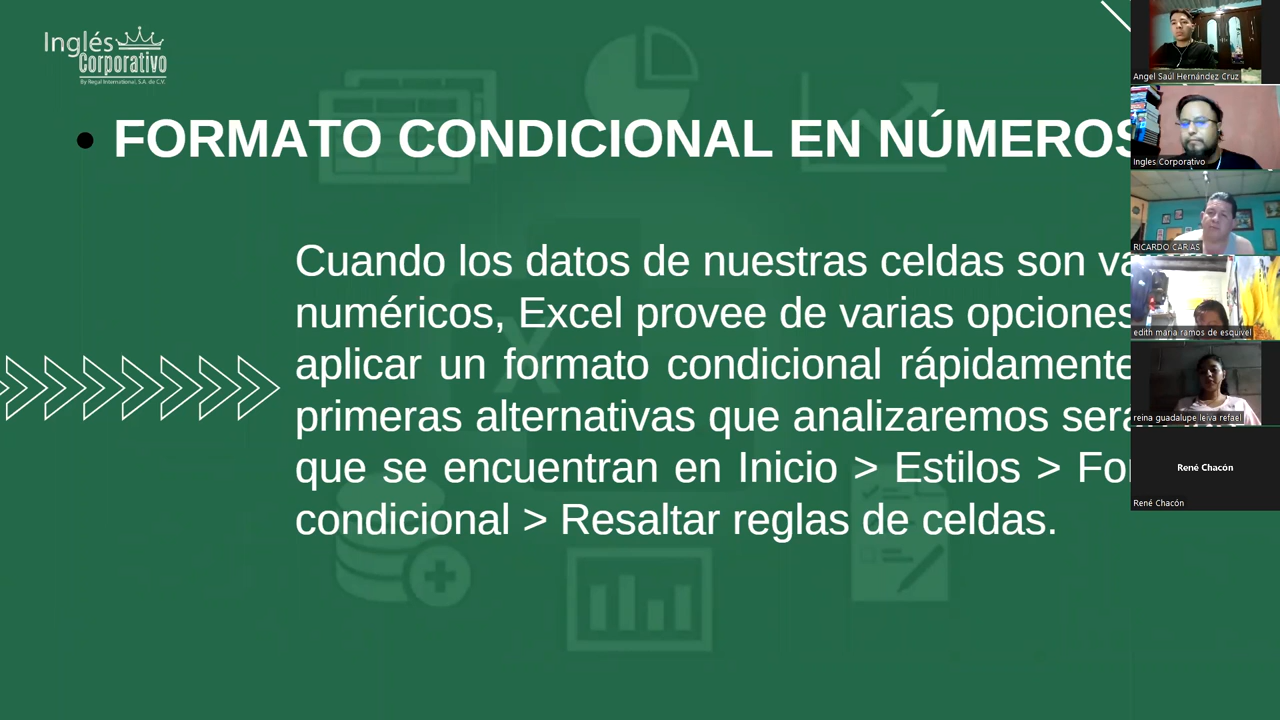 Inglés
Corporativo
By Regal International, S.A. de C.V.
FORMATO CONDICIONAL EN NÚMEROS
Cuando los datos de nuestras celdas son va
numéricos, Excel provee de varias opciones
aplicar un formato condicional rápidamente
primeras alternativas que analizaremos será
que se encuentran en Inicio > Estilos > For
condicional > Resaltar reglas de celdas.
Angel Saúl Hernández Cruz
Ingles Corporativo
RICARDO CARIAS
edith maria ramos de esquivel
reina guadalupe leiva refael
René Chacón
René Chacón